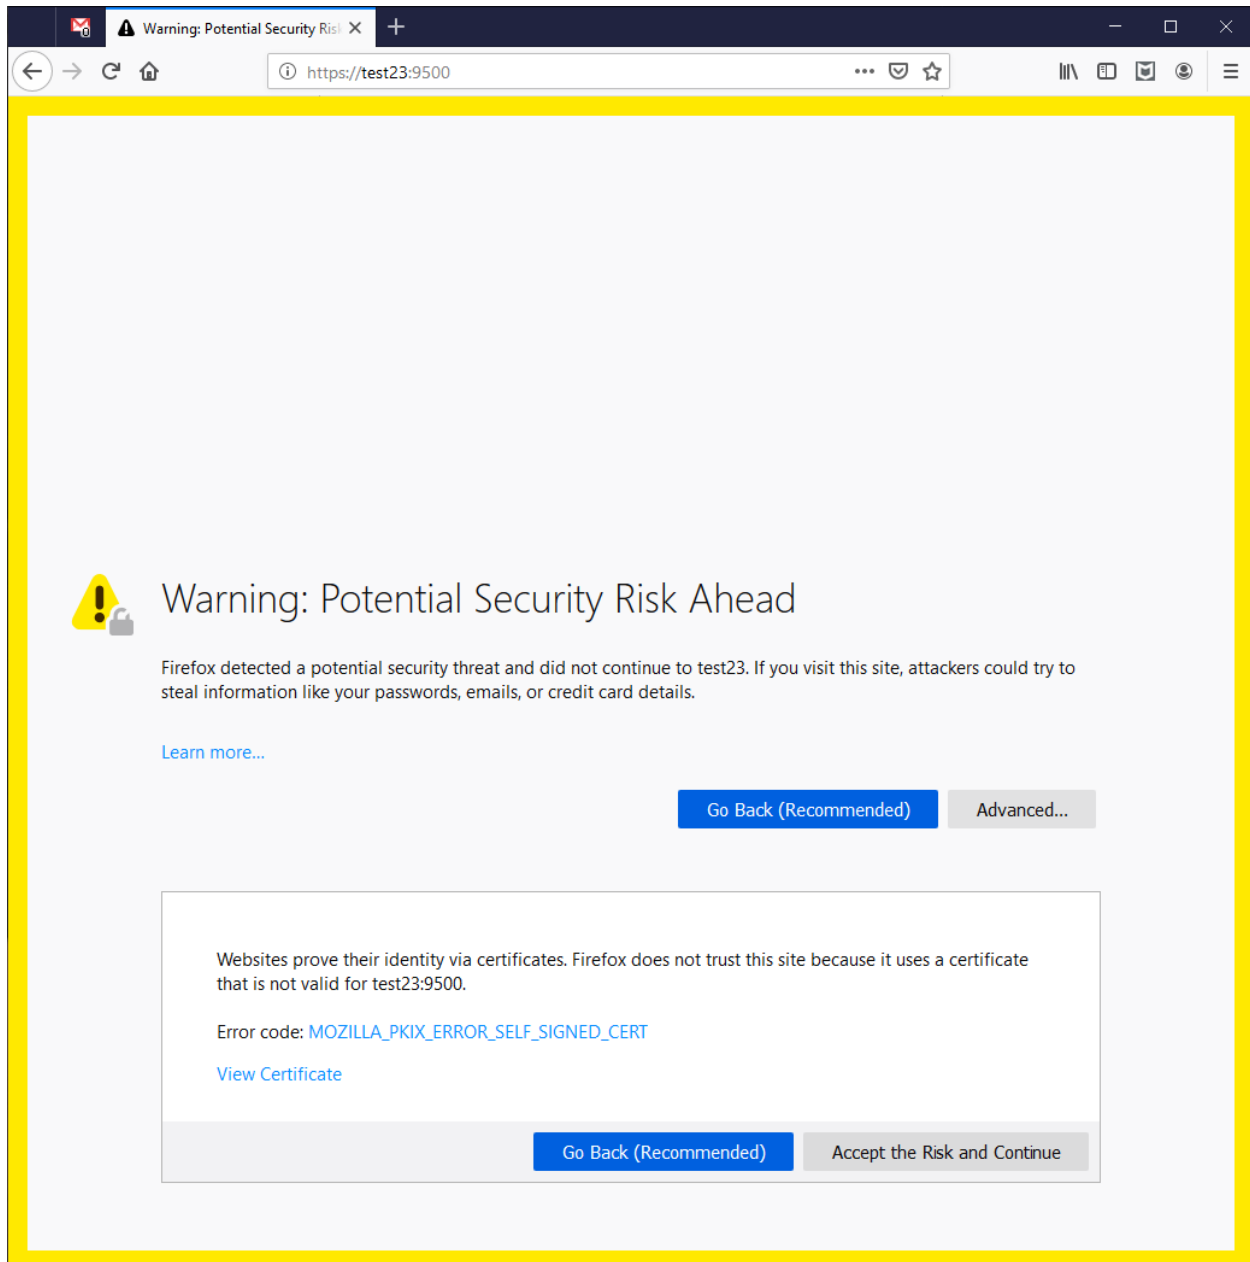 Warning: Potential Security Ris
https://test23:9500
Warning: Potential Security Risk Ahead
Firefox detected a potential security threat and did not continue to test23. If you visit this site, attackers could try to
steal information like your passwords, emails, or credit card details.
Learn more...
Go Back (Recommended)
Advanced...
Websites prove their identity via certificates. Firefox does not trust this site because it uses a certificate
that is not valid for test23:9500.
Error code: MOZILLA_PKIX_ERROR_SELF_SIGNED_CERT
View Certificate
Go Back (Recommended)
Accept the Risk and Continue